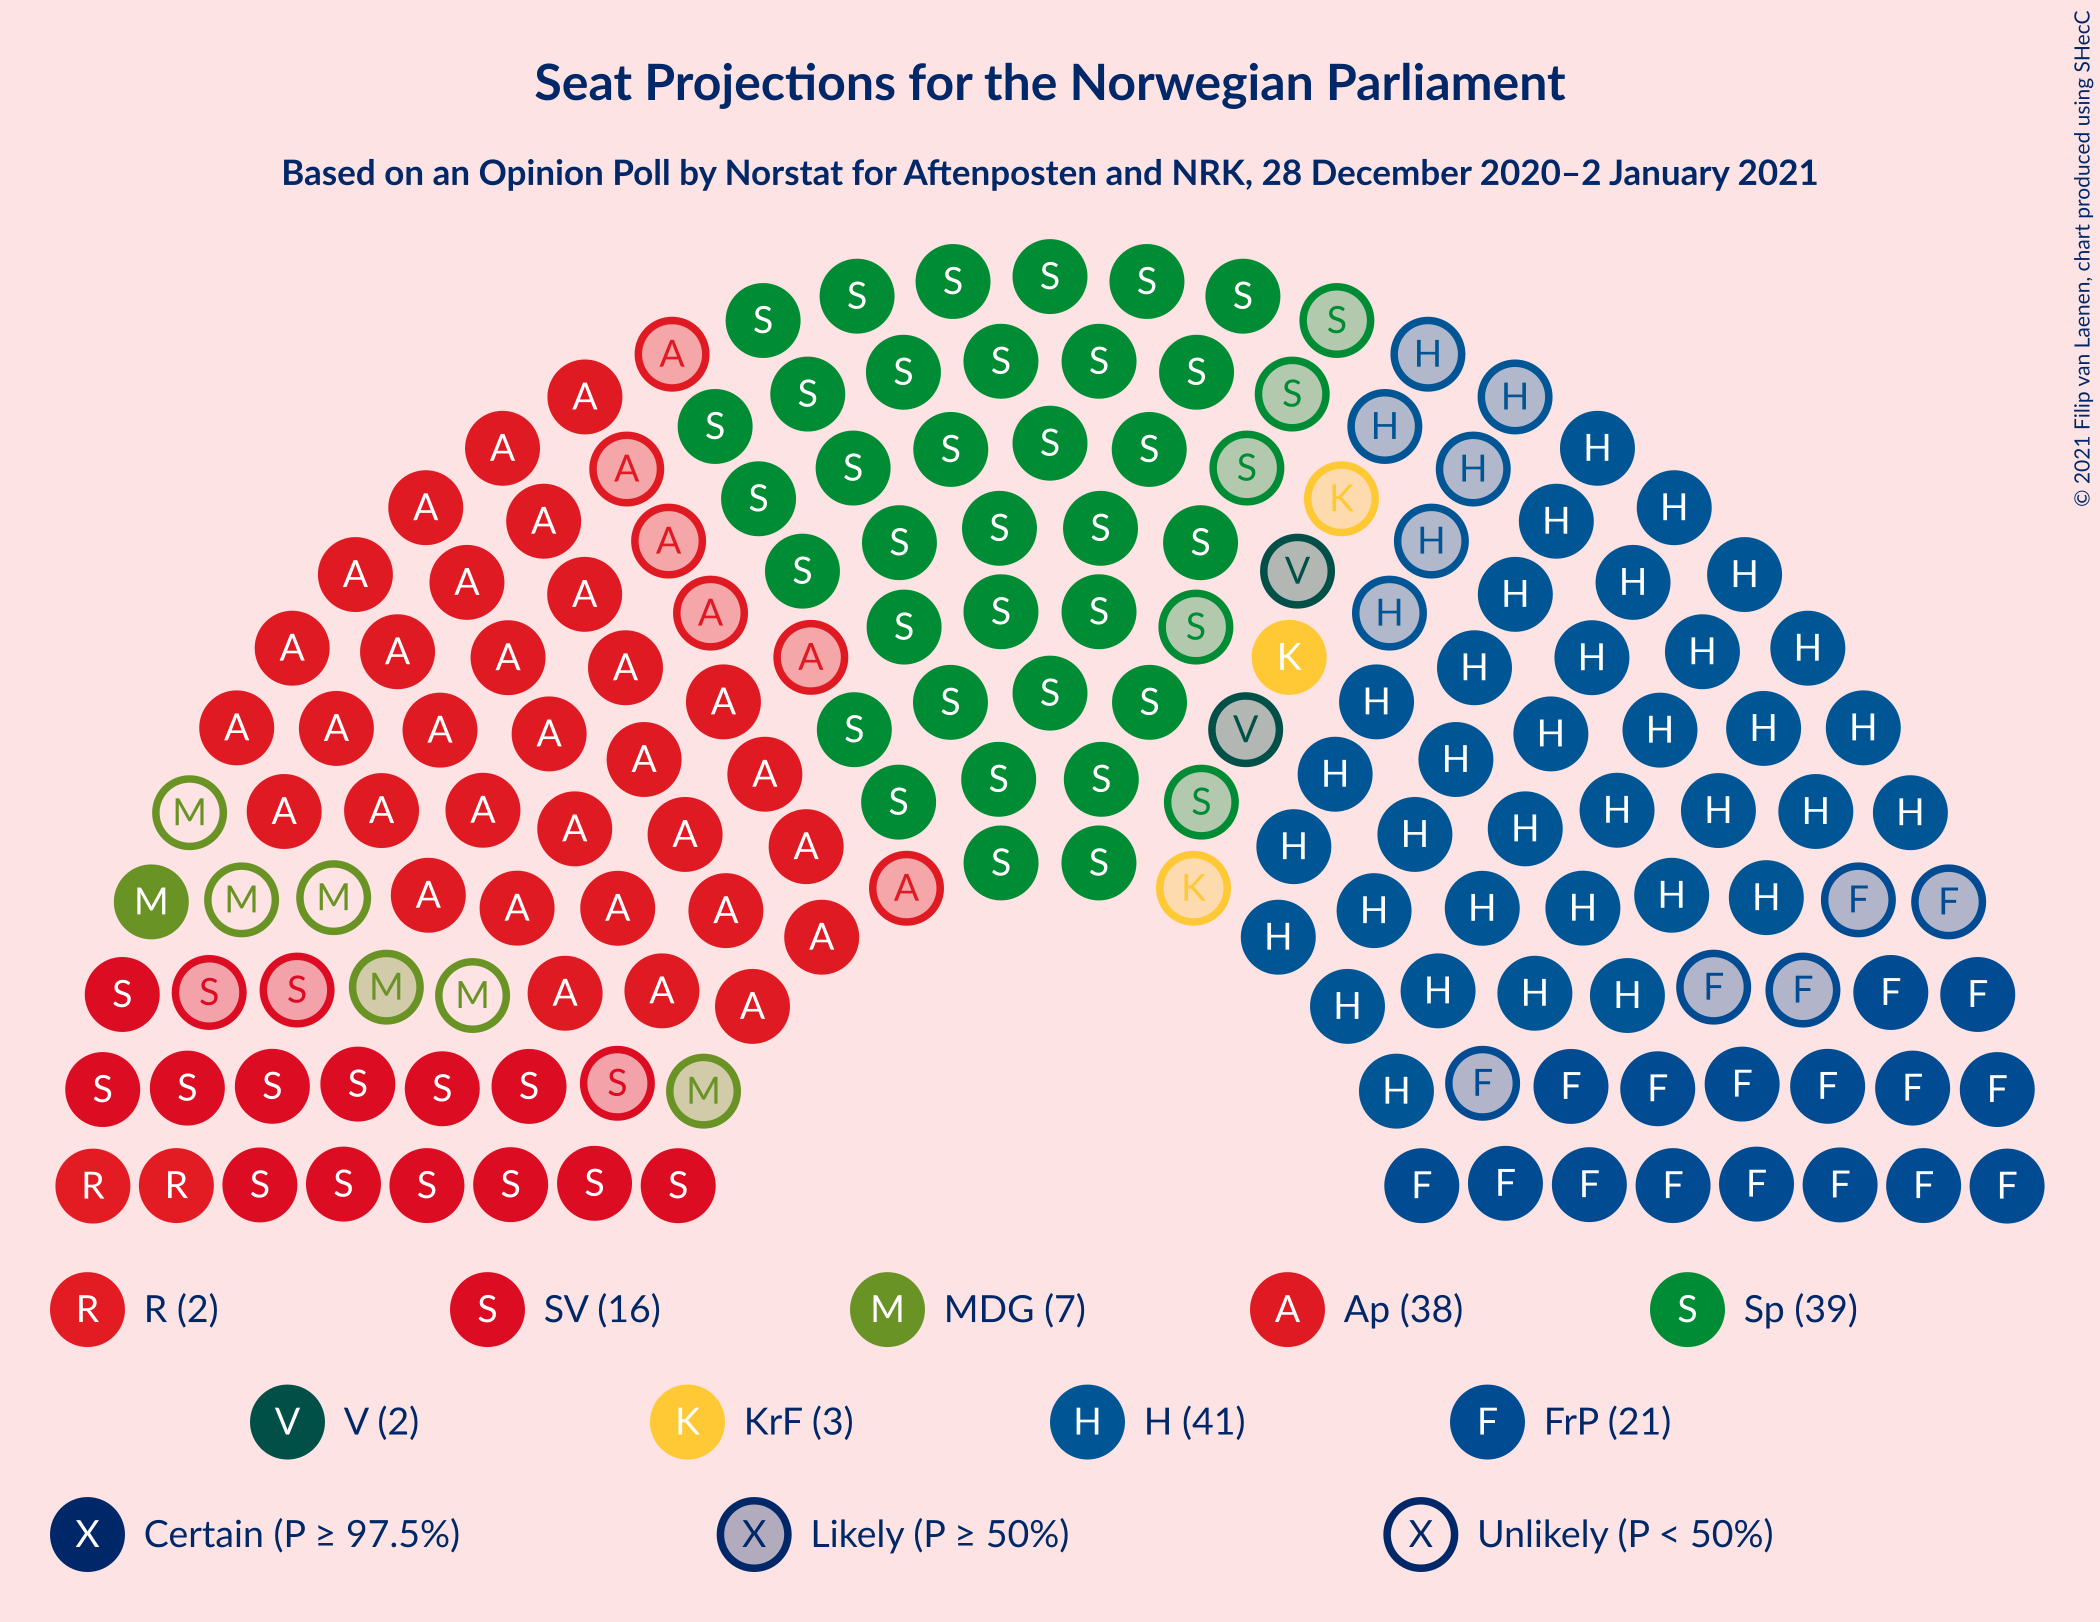 Seat Projections for the Norwegian Parliament
Based on an Opinion Poll by Norstat for Aftenposten and NRK, 28 December 2020–2 January 2021
© 2021 Filip van Laenen, chart produced using SHecC
S S S S S
A S S H
S S S S S S
A S H H
A S S S S A S K H H
A A S S S S A H H
A A S S S S V H H H
A A A S S S S A K H H H H
A A A A S S S S V H H H H H
M A A A A A A S S S S H H H H H H H
M M M A A A A A A S S K H H H H H H F F
S S S M M A A A H H H H F F F F
S S S S S S S M H F F F F F F F
R R S S S S S S F F F F F F F F
R R (2) S SV (16) M MDG (7) A Ap (38) S Sp (39)
V V (2) K KrF (3) H H (41) F FrP (21)
X Certain (P ≥ 97.5%) X Likely (P ≥ 50%) X Unlikely (P < 50%)